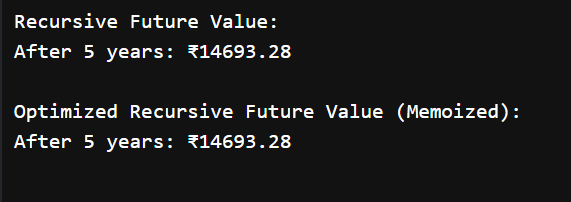 Recursive Future Value:
After 5 years: ₹14693.28
Optimized Recursive Future Value (Memoized):
After 5 years: ₹14693.28